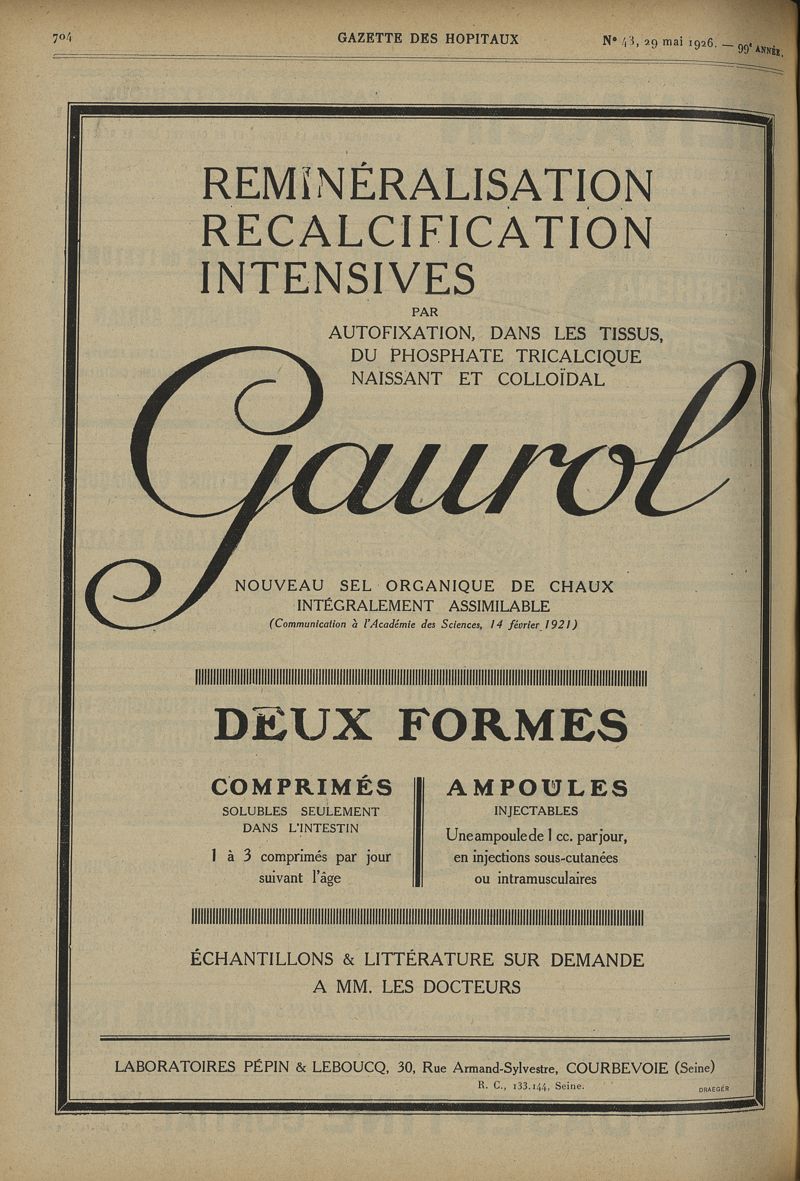 704
GAZETTE DES HOPITAUX
N° 43, 29 mai 1926. — 99e ANNÉE.
REMINÉRALISATION
RECALCIFICATION
INTENSIVES
PAR
AUTOFIXATION, DANS LES TISSUS,
DU PHOSPHATE TRICALCIQUE
NAISSANT ET COLLOÏDAL
Gaurol
NOUVEAU SEL ORGANIQUE DE CHAUX
INTÉGRALEMENT ASSIMILABLE
(Communication à l'Académie des Sciences, 14 février 1921)
DEUX FORMES
COMPRIMÉS
SOLUBLES SEULEMENT
DANS L'INTESTIN
1 à 3 comprimés par jour
suivant l'âge
AMPOULES
INJECTABLES
Une ampoule de 1 cc. par jour,
en injections sous-cutanées
ou intramusculaires
ÉCHANTILLONS & LITTÉRATURE SUR DEMANDE
A MM. LES DOCTEURS
LABORATOIRES PÉPIN & LEBOUCQ, 30, Rue Armand-Sylvestre, COURBEVOIE (Seine)
R. C., 133.144, Seine.
DRAEGER